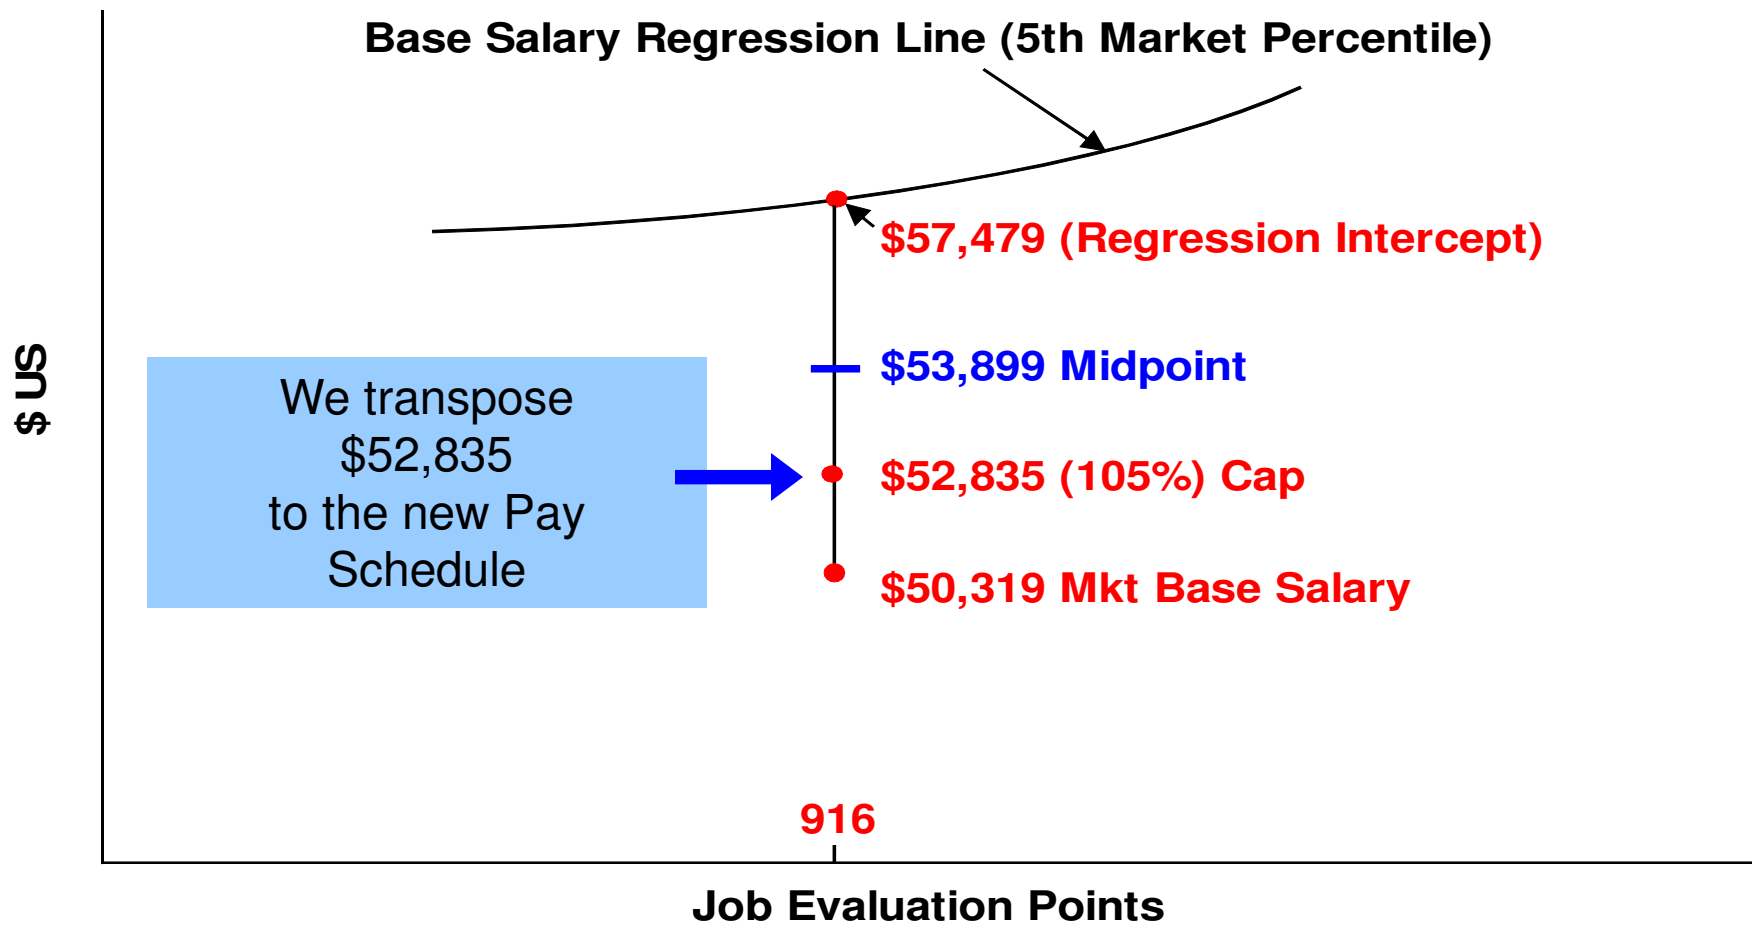 Base Salary Regression Line (5th Market Percentile)
$57,479 (Regression Intercept)
$ US
$53,899 Midpoint
We transpose
$52,835
to the new Pay
Schedule
$52,835 (105%) Cap
$50,319 Mkt Base Salary
916
Job Evaluation Points